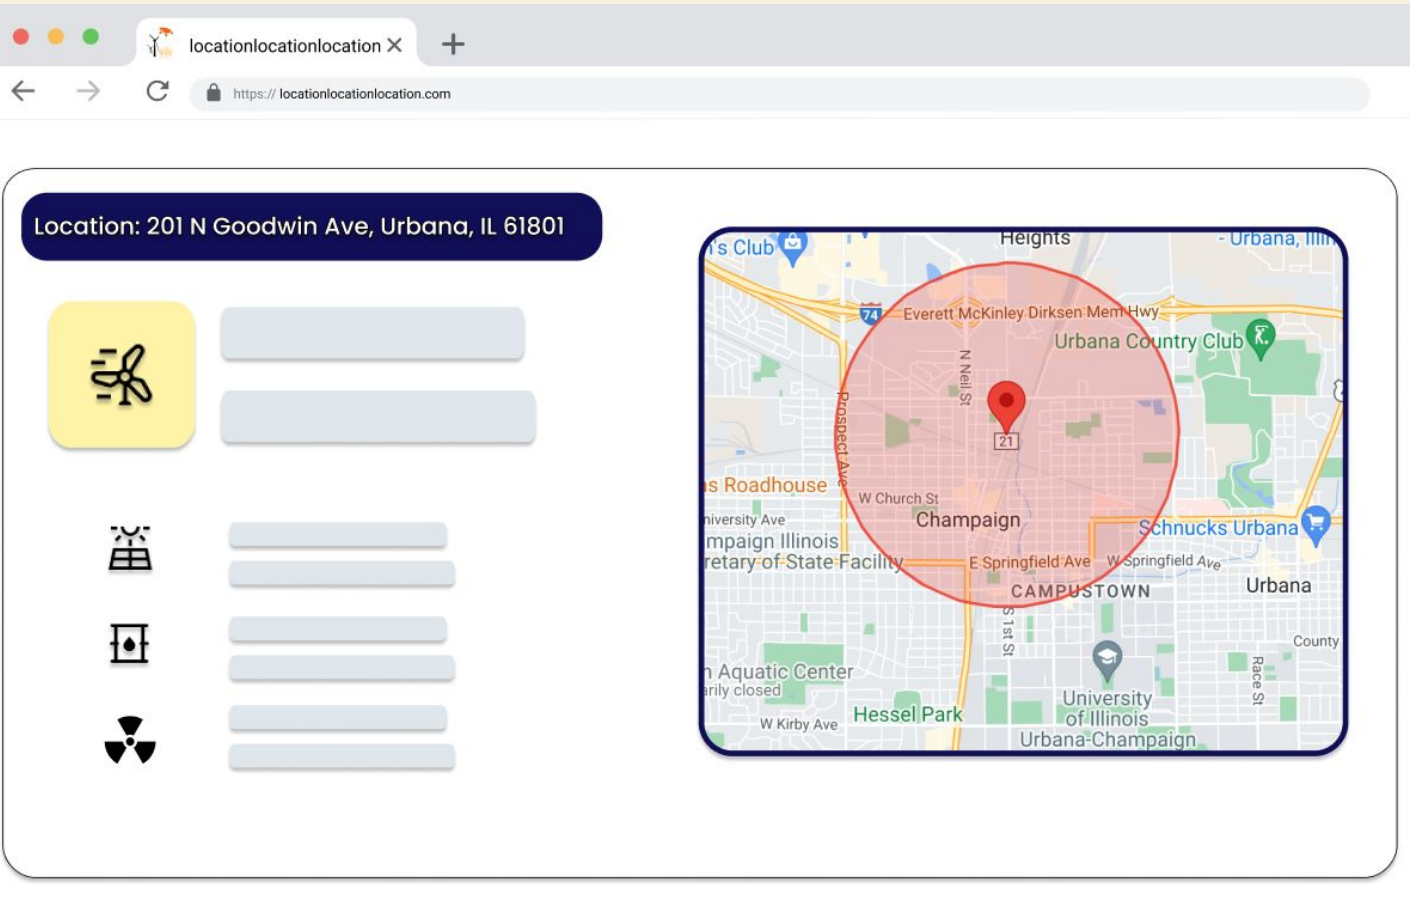 locationlocationlocation
https:// locationlocationlocation.com
Location: 201 N Goodwin Ave, Urbana, IL 61801
's Club
Heights
- Urbana, Illin
74
Everett McKinley Dirksen Mem Hwy
Urbana Country Club
N Neil St
Prospect Ave
21
as Roadhouse
W Church St
niversity Ave
Champaign
Schnucks Urbana
mpaign Illinois
retary of State Facility
E Springfield Ave
W Springfield Ave
CAMPUSTOWN
Urbana
S 1st St
County
n Aquatic Center
arily closed
Race St
University
of Illinois
Urbana-Champaign
W Kirby Ave
Hessel Park